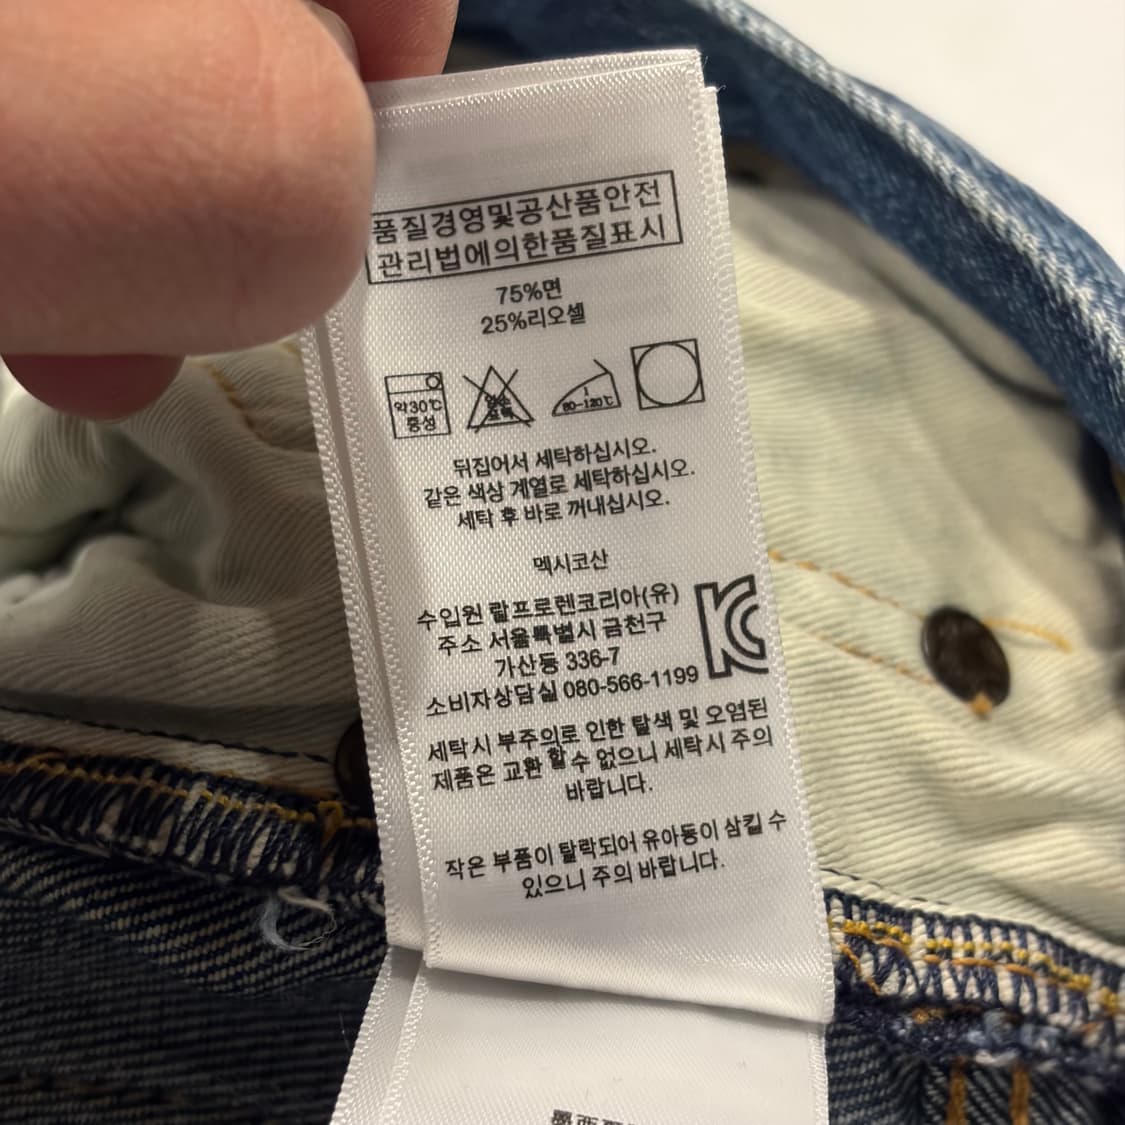 품질경영및공산품안전
관리법에의한품질표시
75%면
25%리오셀
약30℃
중성
80~120℃
뒤집어서 세탁하십시오.
같은 색상 계열로 세탁하십시오.
세탁 후 바로 꺼내십시오.
멕시코산
수입원 랄프로렌코리아(유)
주소 서울특별시 금천구
가산동 336-7
소비자상담실 080-566-1199
세탁시 부주의로 인한 탈색 및 오염된
제품은 교환 할수 없으니 세탁시 주의
바랍니다.
작은 부품이 탈락되어 유아동이 삼킬 수
있으니 주의 바랍니다.